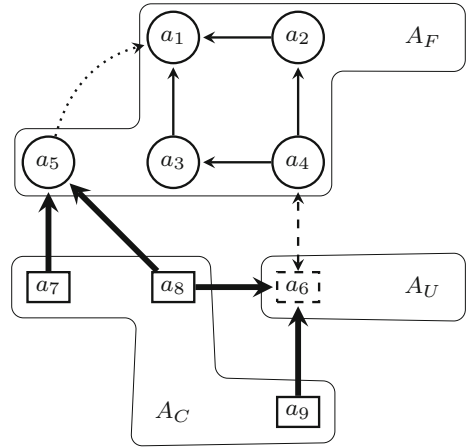 a₁ a₂ A_F
a₅ a₃ a₄
a₇ a₈ a₆ A_U
A_C a₉